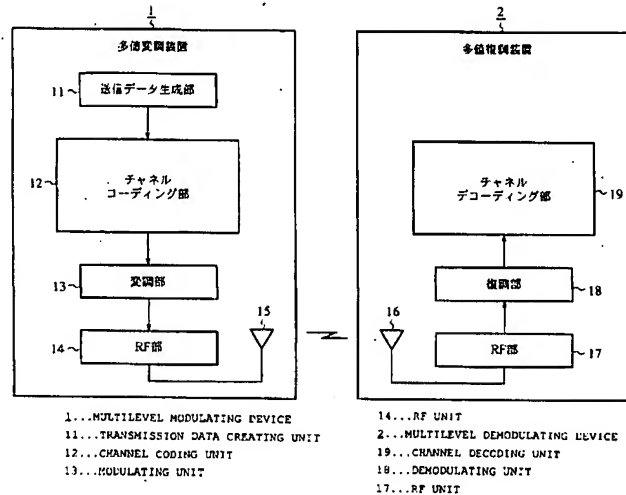 1
多値変調装置
11 送信データ生成部
12 チャネル
コーディング部
13 変調部
14 RF部
15
2
多値復調装置
チャネル
デコーディング部 19
復調部
18
16
RF部 17
1...MULTILEVEL MODULATING DEVICE
11...TRANSMISSION DATA CREATING UNIT
12...CHANNEL CODING UNIT
13...MODULATING UNIT
14...RF UNIT
2...MULTILEVEL DEMODULATING DEVICE
19...CHANNEL DECODING UNIT
18...DEMODULATING UNIT
17...RF UNIT